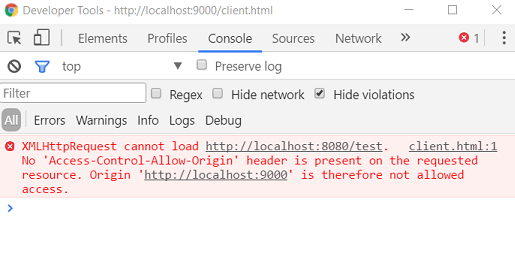 Developer Tools - http://localhost:9000/client.html
Elements Profiles Console Sources Network » 1
top Preserve log
Filter Regex Hide network Hide violations
All Errors Warnings Info Logs Debug
XMLHttpRequest cannot load http://localhost:8080/test. client.html:1
No 'Access-Control-Allow-Origin' header is present on the requested
resource. Origin 'http://localhost:9000' is therefore not allowed
access.